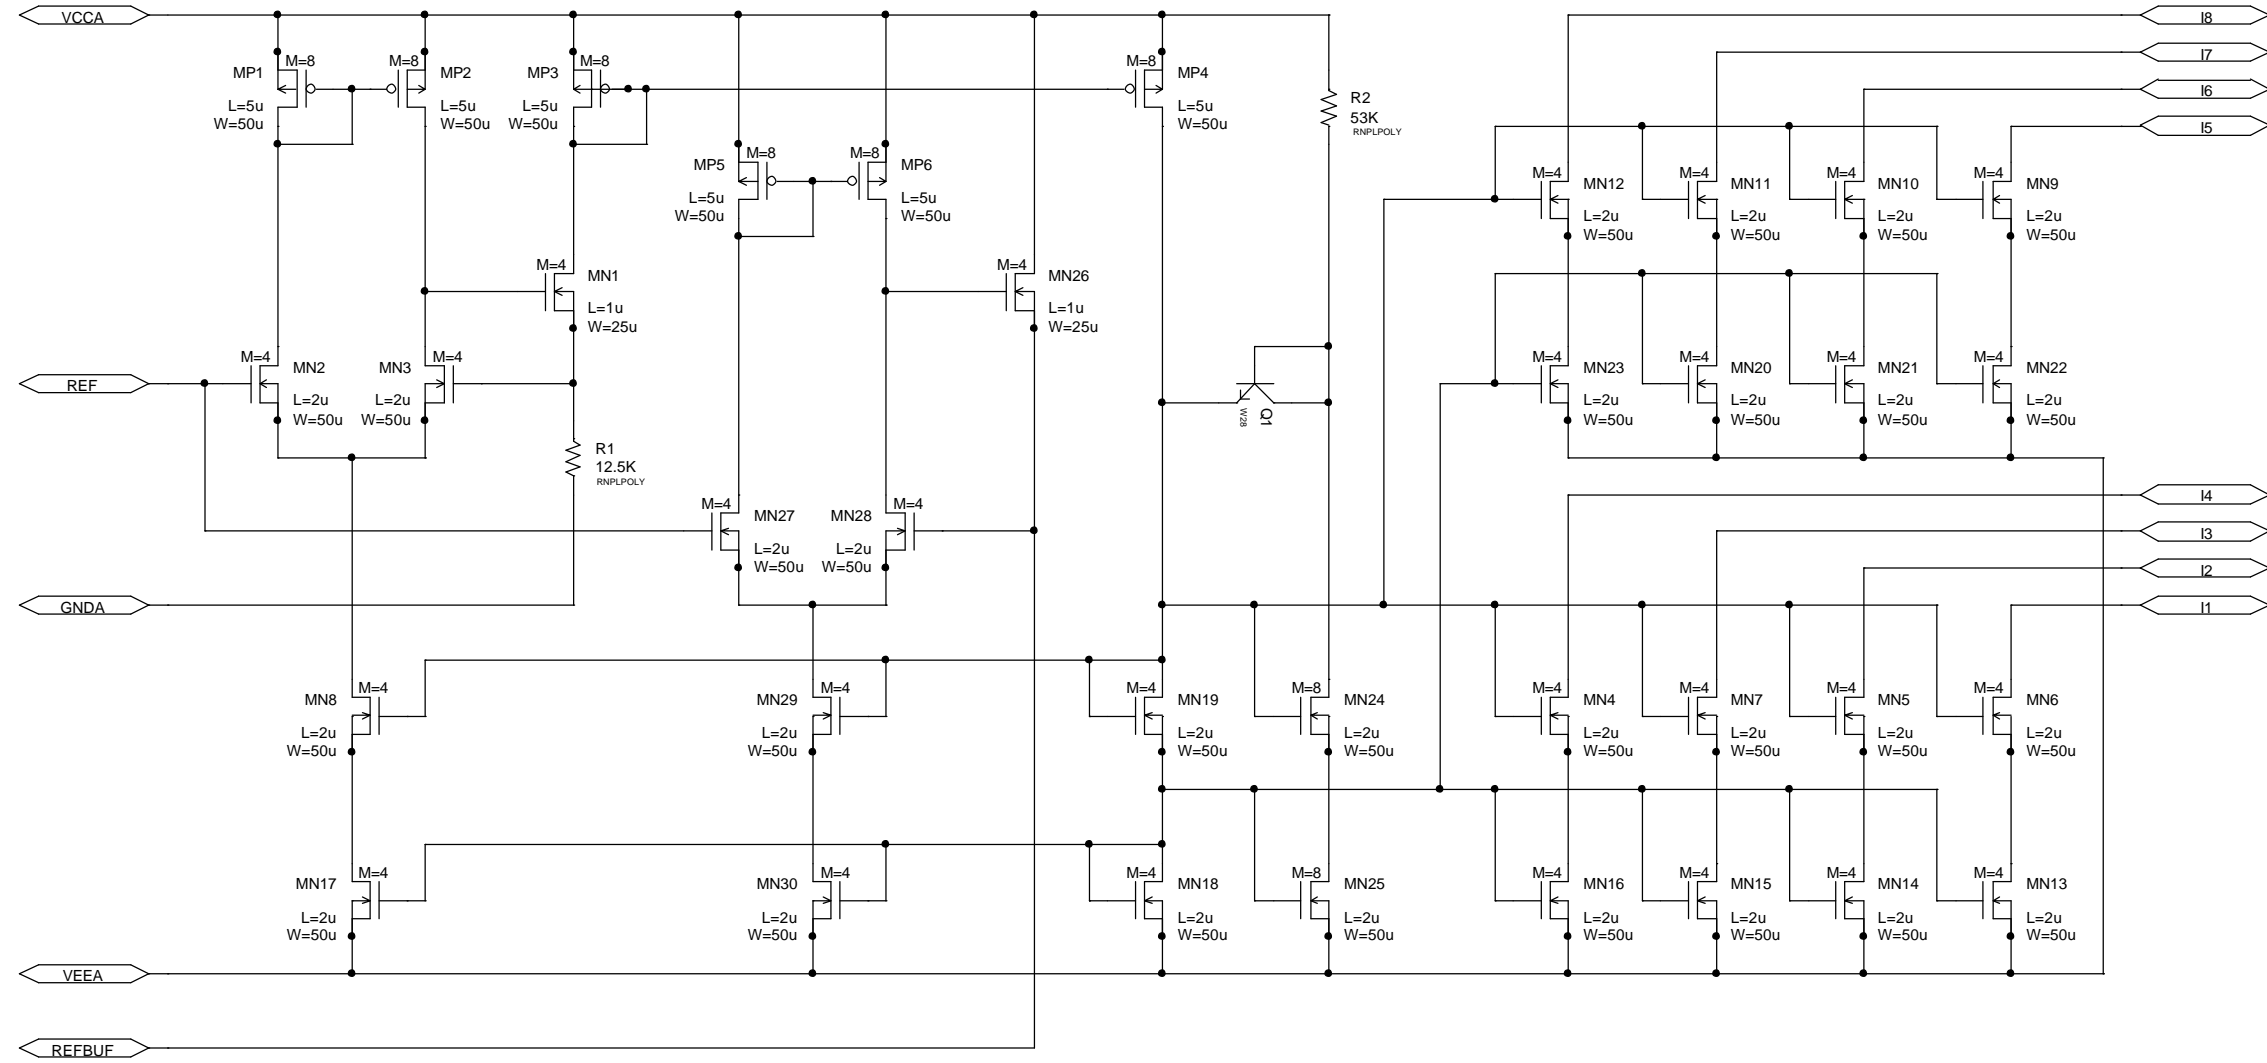 VCCA
I8
I7
I6
I5
MP1
M=8
L=5u
W=50u
M=8
MP2
L=5u
W=50u
MP3
M=8
L=5u
W=50u
M=8
MP4
L=5u
W=50u
R2
53K
RNPLPOLY
MP5
M=8
L=5u
W=50u
M=8
MP6
L=5u
W=50u
M=4
MN12
L=2u
W=50u
M=4
MN11
L=2u
W=50u
M=4
MN10
L=2u
W=50u
M=4
MN9
L=2u
W=50u
M=4
MN1
L=1u
W=25u
M=4
MN26
L=1u
W=25u
REF
M=4
MN2
L=2u
W=50u
MN3
M=4
L=2u
W=50u
Q1
W28
M=4
MN23
L=2u
W=50u
M=4
MN20
L=2u
W=50u
M=4
MN21
L=2u
W=50u
M=4
MN22
L=2u
W=50u
R1
12.5K
RNPLPOLY
M=4
MN27
L=2u
W=50u
MN28
M=4
L=2u
W=50u
I4
I3
I2
I1
GNDA
MN8
M=4
L=2u
W=50u
MN29
M=4
L=2u
W=50u
M=4
MN19
L=2u
W=50u
M=8
MN24
L=2u
W=50u
M=4
MN4
L=2u
W=50u
M=4
MN7
L=2u
W=50u
M=4
MN5
L=2u
W=50u
M=4
MN6
L=2u
W=50u
MN17
M=4
L=2u
W=50u
MN30
M=4
L=2u
W=50u
M=4
MN18
L=2u
W=50u
M=8
MN25
L=2u
W=50u
M=4
MN16
L=2u
W=50u
M=4
MN15
L=2u
W=50u
M=4
MN14
L=2u
W=50u
M=4
MN13
L=2u
W=50u
VEEA
REFBUF